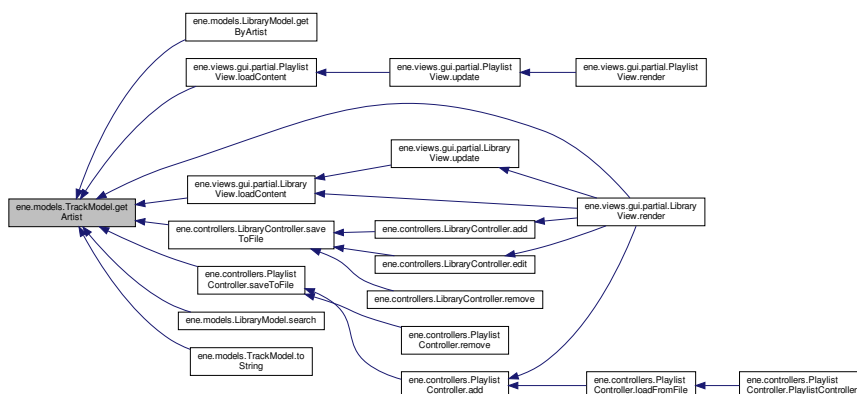 ene.models.LibraryModel.get
ByArtist
ene.views.gui.partial.Playlist
View.loadContent
ene.views.gui.partial.Playlist
View.update
ene.views.gui.partial.Playlist
View.render
ene.views.gui.partial.Library
View.update
ene.models.TrackModel.get
Artist
ene.views.gui.partial.Library
View.loadContent
ene.views.gui.partial.Library
View.render
ene.controllers.LibraryController.save
ToFile
ene.controllers.LibraryController.add
ene.controllers.LibraryController.edit
ene.controllers.LibraryController.remove
ene.controllers.Playlist
Controller.saveToFile
ene.models.LibraryModel.search
ene.controllers.Playlist
Controller.remove
ene.models.TrackModel.to
String
ene.controllers.Playlist
Controller.add
ene.controllers.Playlist
Controller.loadFromFile
ene.controllers.Playlist
Controller.PlaylistController